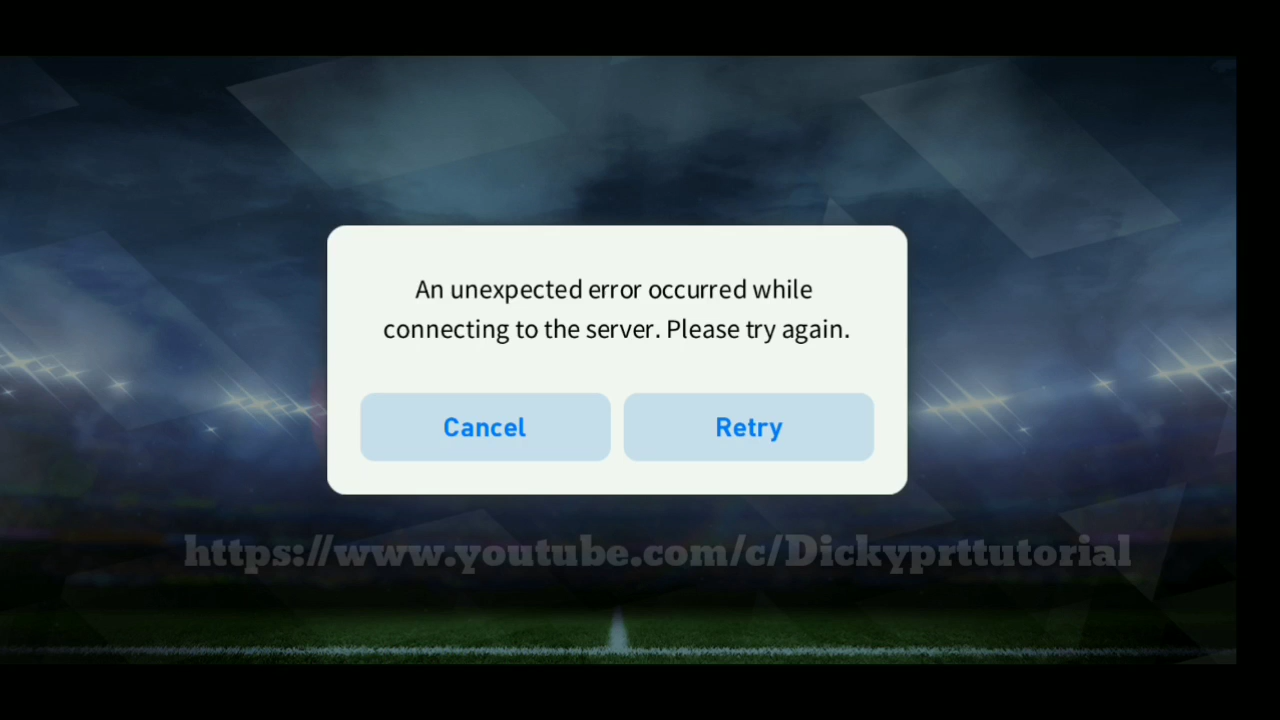 An unexpected error occurred while
connecting to the server. Please try again.
Cancel
Retry
https://www.youtube.com/c/Dickyprttutorial